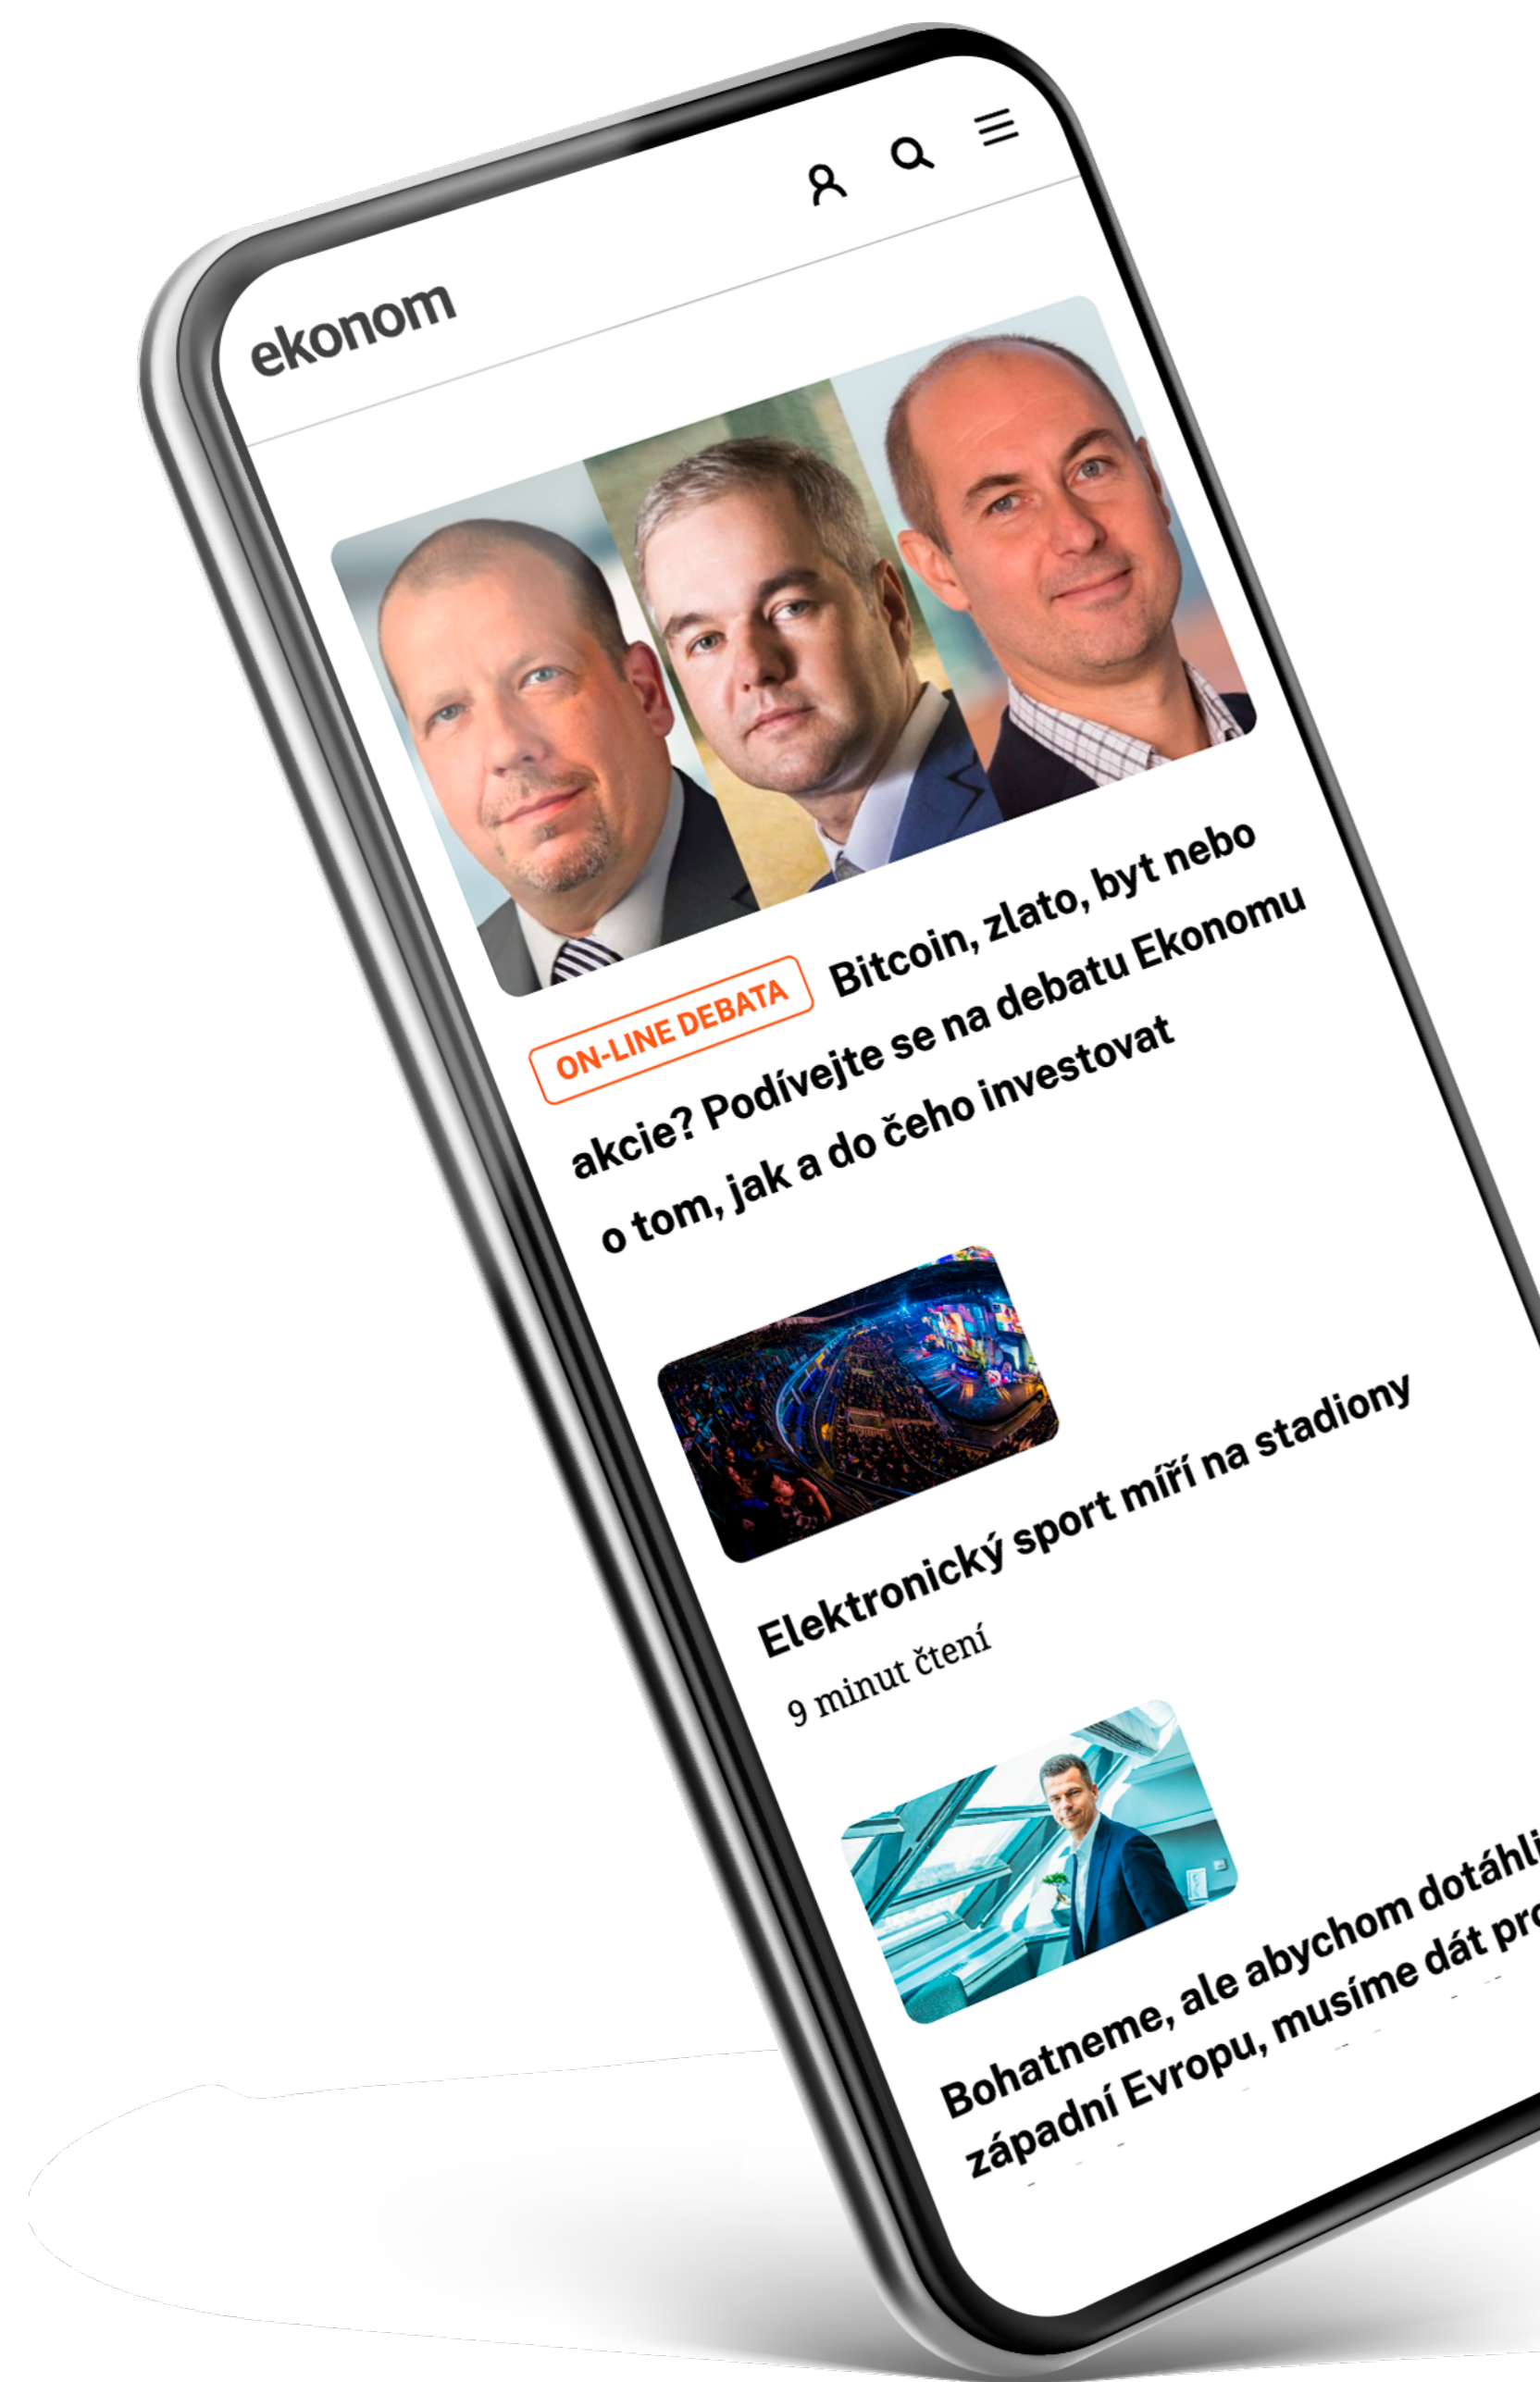 ekonom
ON-LINE DEBATA Bitcoin, zlato, byt nebo
akcie? Podívejte se na debatu Ekonomu
o tom, jak a do čeho investovat
Elektronický sport míří na stadiony
9 minut čtení
Bohatneme, ale abychom dotáhli
západní Evropu, musíme dát